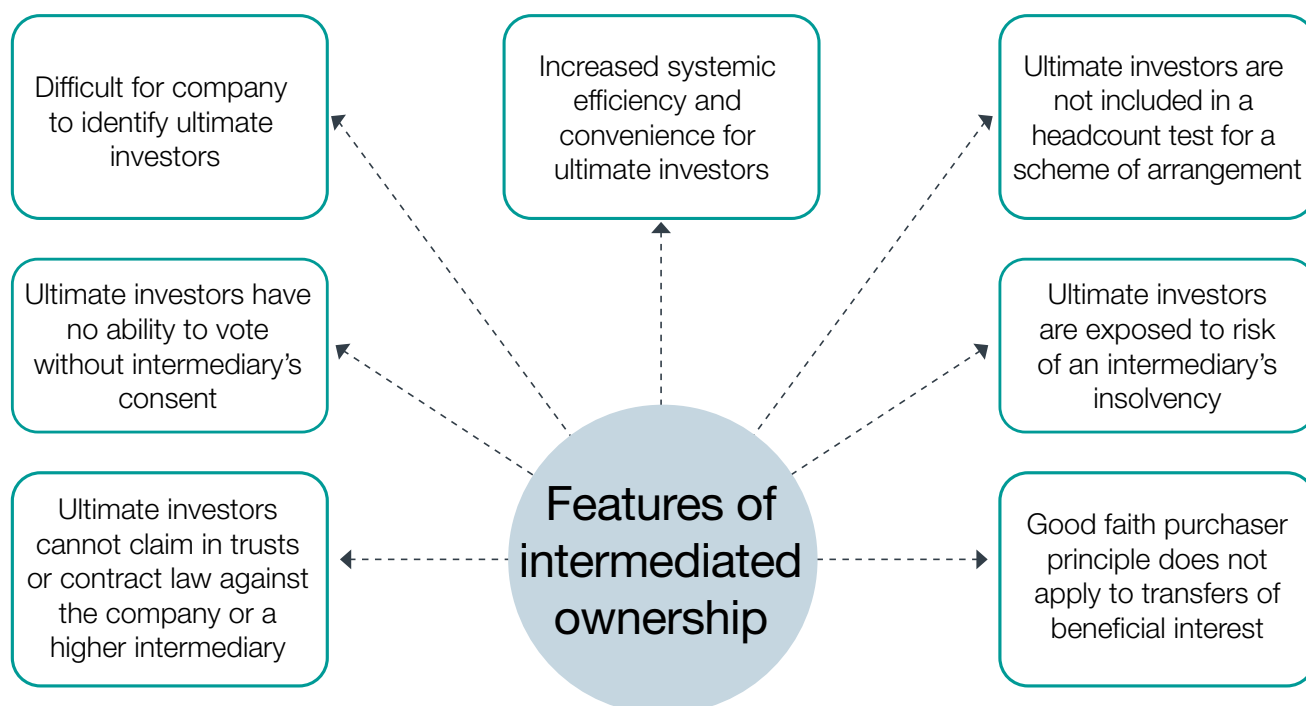 Difficult for company
to identify ultimate
investors
Increased systemic
efficiency and
convenience for
ultimate investors
Ultimate investors are
not included in a
headcount test for a
scheme of arrangement
Ultimate investors have
no ability to vote
without intermediary’s
consent
Ultimate investors
are exposed to risk
of an intermediary’s
insolvency
Ultimate investors
cannot claim in trusts
or contract law against
the company or a
higher intermediary
Features of
intermediated
ownership
Good faith purchaser
principle does not
apply to transfers of
beneficial interest